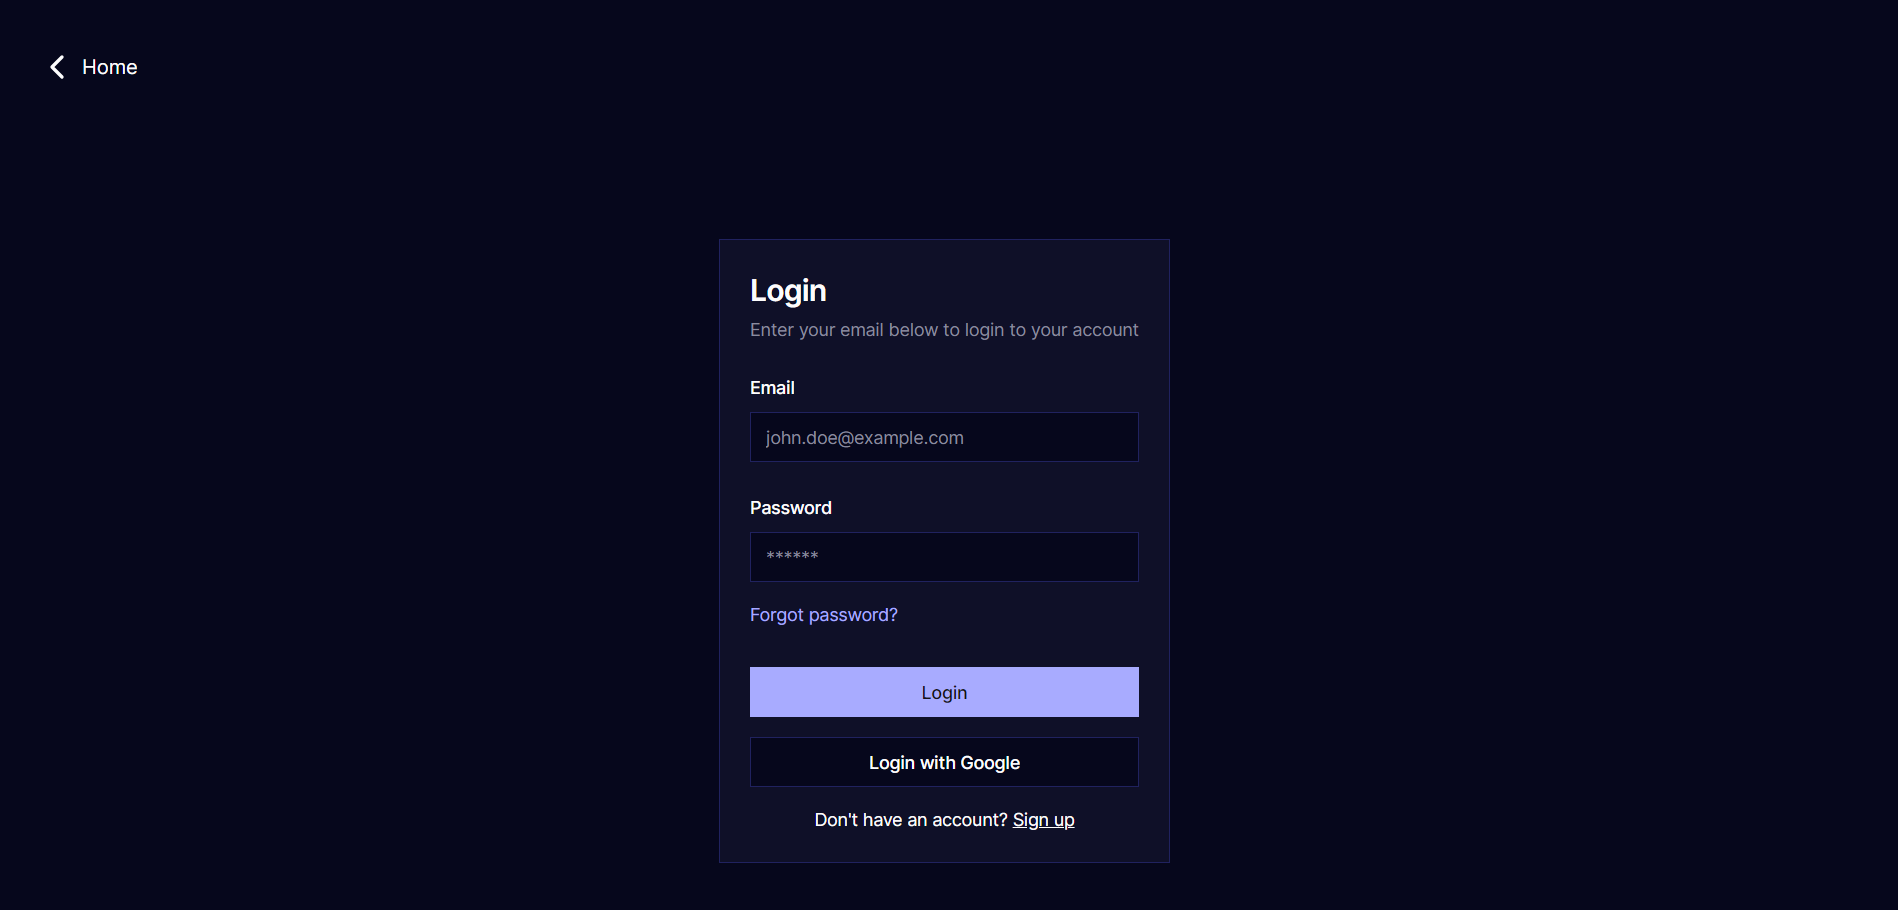 Home
Login
Enter your email below to login to your account
Email
john.doe@example.com
Password
******
Forgot password?
Login
Login with Google
Don't have an account? Sign up